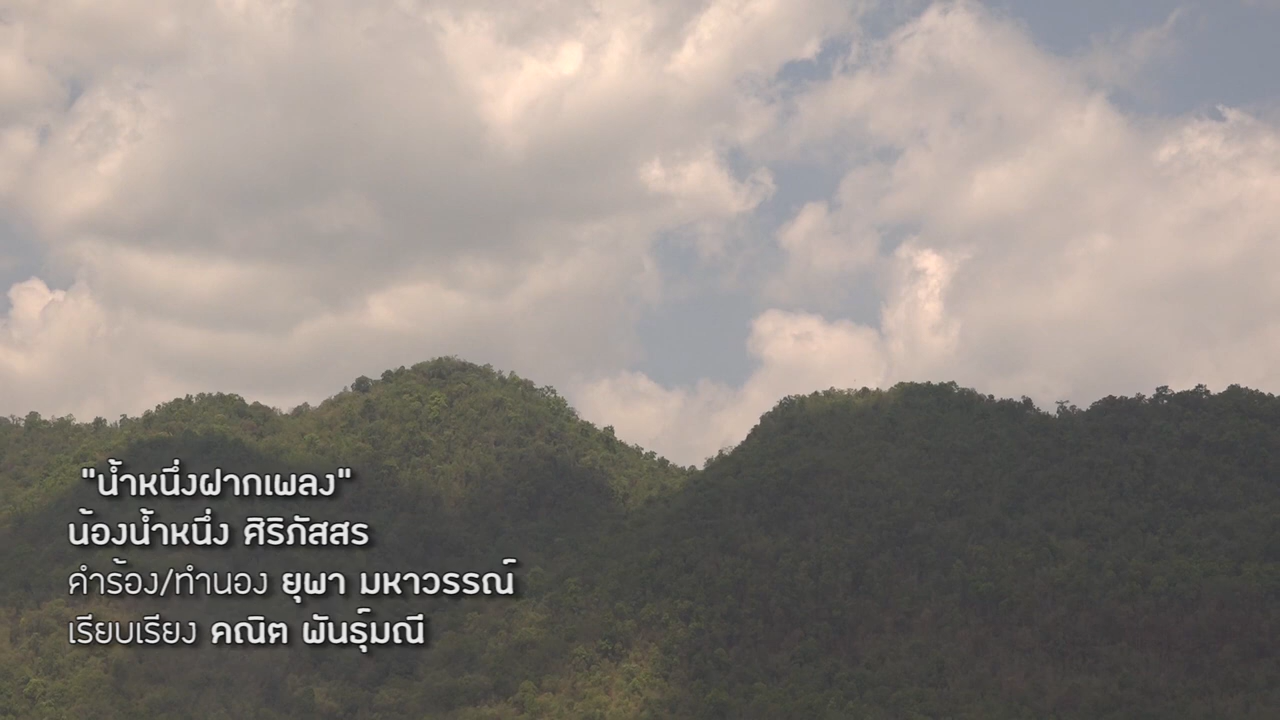 "น้ำหนึ่งฝากเพลง"
น้องน้ำหนึ่ง ศิริภัสสร
คำร้อง/ทำนอง ยุพา มหาวรรณ์
เรียบเรียง คณิต พันธุ์มณี